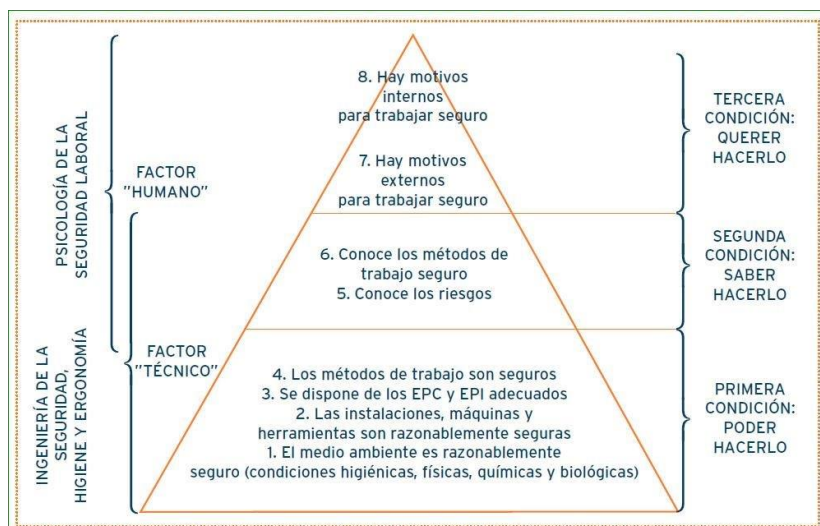 8. Hay motivos
internos
para trabajar seguro
7. Hay motivos
externos
para trabajar seguro
6. Conoce los métodos de
trabajo seguro
5. Conoce los riesgos
4. Los métodos de trabajo son seguros
3. Se dispone de los EPC y EPI adecuados
2. Las instalaciones, máquinas y
herramientas son razonablemente seguras
1. El medio ambiente es razonablemente
seguro (condiciones higiénicas, físicas, químicas y biológicas)
PSICOLOGÍA DE LA
SEGURIDAD LABORAL
INGENIERÍA DE LA
SEGURIDAD,
HIGIENE Y ERGONOMÍA
FACTOR
"HUMANO"
FACTOR
"TÉCNICO"
TERCERA
CONDICIÓN:
QUERER
HACERLO
SEGUNDA
CONDICIÓN:
SABER
HACERLO
PRIMERA
CONDICIÓN:
PODER
HACERLO